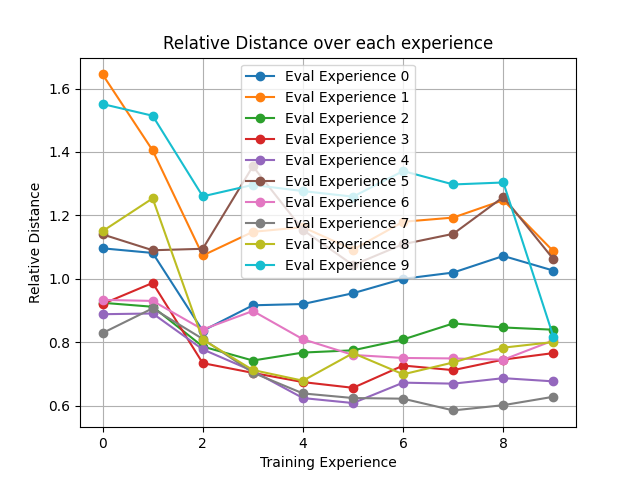 Relative Distance over each experience
Eval Experience 0
Eval Experience 1
Eval Experience 2
Eval Experience 3
Eval Experience 4
Eval Experience 5
Eval Experience 6
Eval Experience 7
Eval Experience 8
Eval Experience 9
Relative Distance
1.6
1.4
1.2
1.0
0.8
0.6
0 2 4 6 8
Training Experience